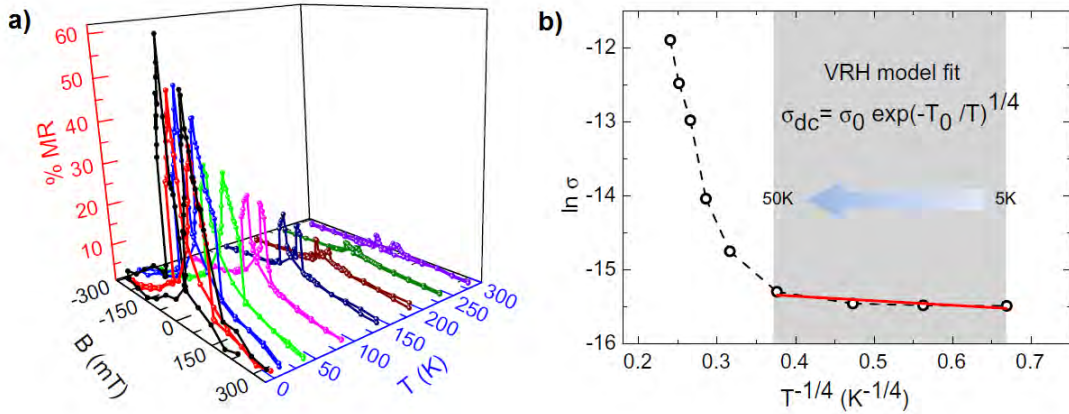 a)
60
50
40
30
20
10
% MR
-300
-150
0
150
300
B (mT)
0
50
100
150
200
250
300
T (K)
b)
-12
-13
-14
-15
-16
ln σ
VRH model fit
σdc= σ0 exp(-T0 /T)1/4
50K
5K
0.2 0.3 0.4 0.5 0.6 0.7
T-1/4 (K-1/4)